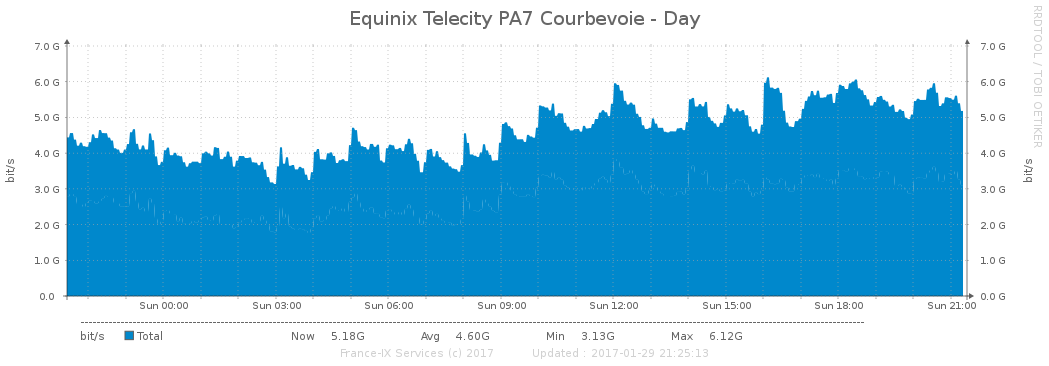 Equinix Telecity PA7 Courbevoie - Day
RRDTOOL / TOBI OETIKER
7.0 G 7.0 G
6.0 G 6.0 G
5.0 G 5.0 G
4.0 G 4.0 G
3.0 G 3.0 G
2.0 G 2.0 G
1.0 G 1.0 G
0.0 0.0 G
bit/s
bit/s
Sun 00:00 Sun 03:00 Sun 06:00 Sun 09:00 Sun 12:00 Sun 15:00 Sun 18:00 Sun 21:00
bit/s Total Now 5.18G Avg 4.60G Min 3.13G Max 6.12G
France-IX Services (c) 2017 Updated : 2017-01-29 21:25:13